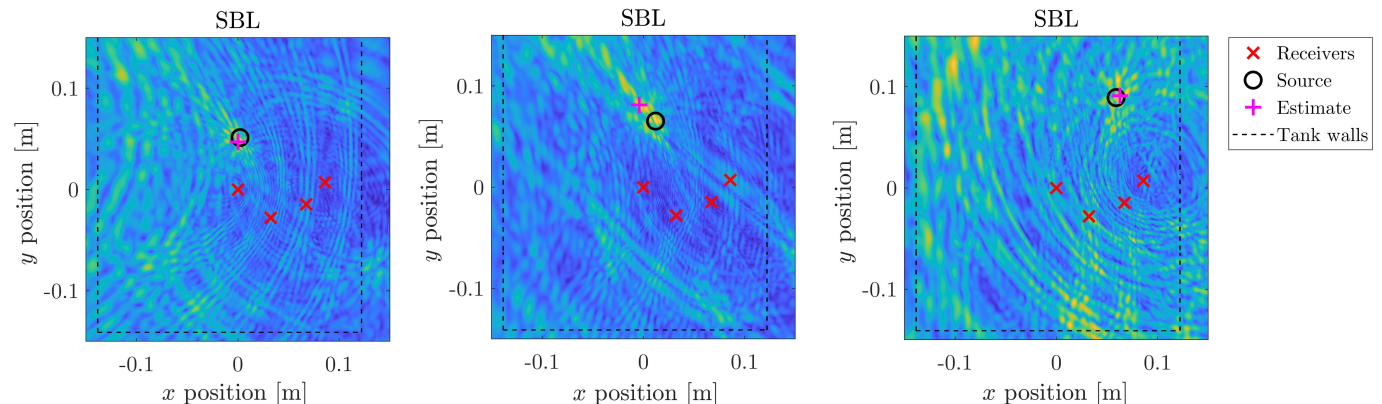 SBL
SBL
SBL
0.1
0
-0.1
y position [m]
-0.1
0
0.1
x position [m]
0.1
0
-0.1
y position [m]
-0.1
0
0.1
x position [m]
0.1
0
-0.1
y position [m]
-0.1
0
0.1
x position [m]
Receivers
Source
Estimate
Tank walls